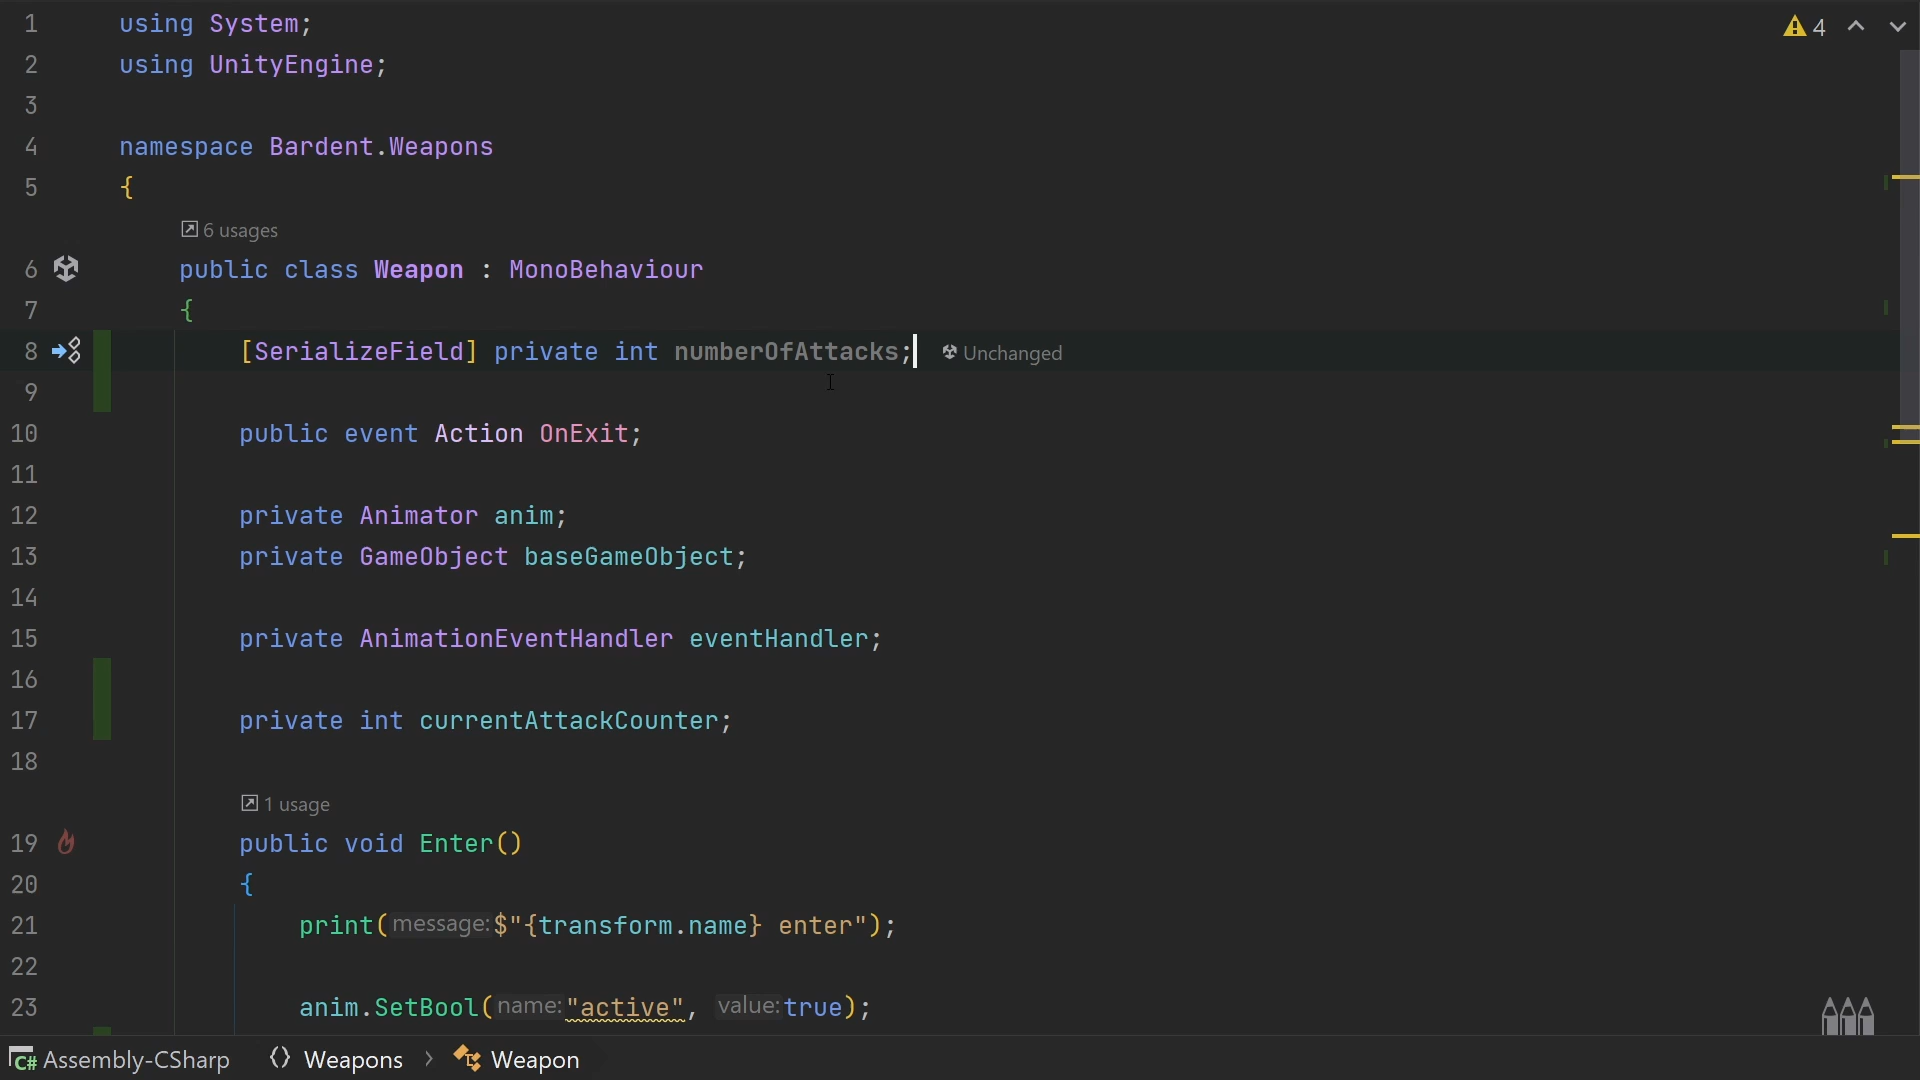 1 using System;
2 using UnityEngine;
3
4 namespace Bardent.Weapons
5 {
6 usages
6 public class Weapon : MonoBehaviour
7 {
8 [SerializeField] private int numberOfAttacks; Unchanged
9
10 public event Action OnExit;
11
12 private Animator anim;
13 private GameObject baseGameObject;
14
15 private AnimationEventHandler eventHandler;
16
17 private int currentAttackCounter;
18
1 usage
19 public void Enter()
20 {
21 print(message:$"{transform.name} enter");
22
23 anim.SetBool(name:"active", value:true);
4
C# Assembly-CSharp {} Weapons > Weapon